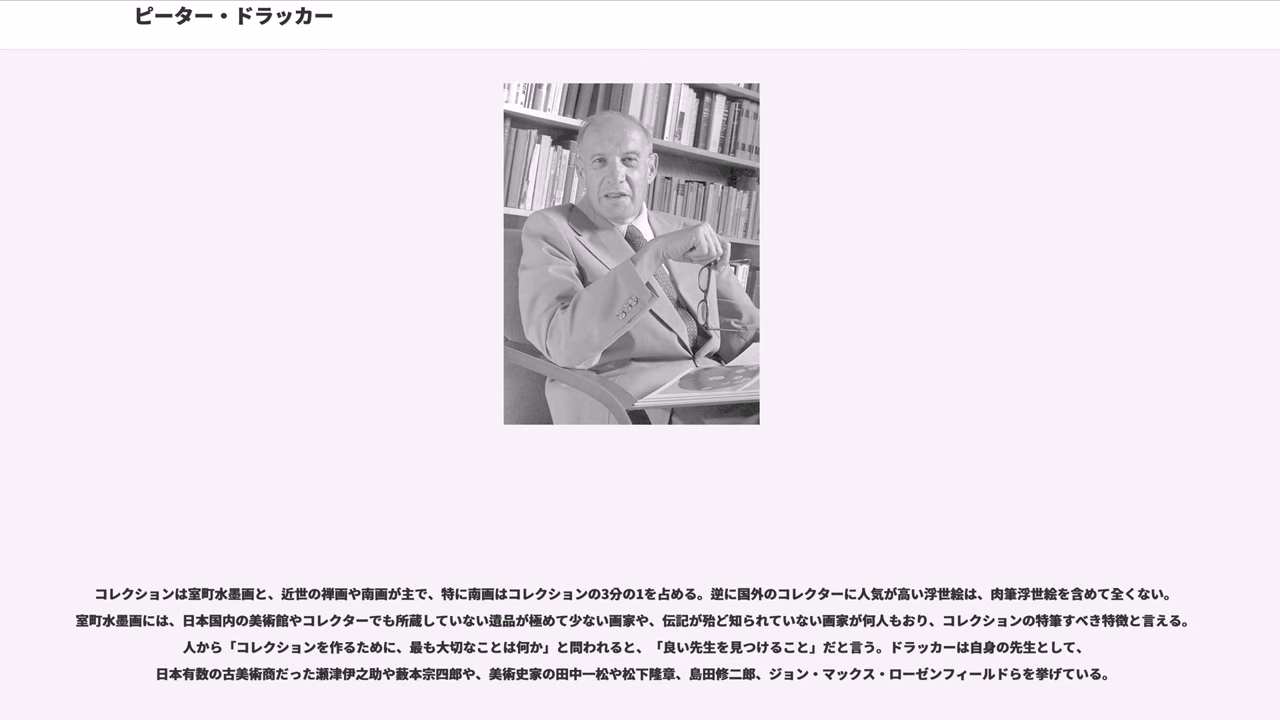 ピーター・ドラッカー
コレクションは室町水墨画と、近世の禅画や南画が主で、特に南画はコレクションの3分の1を占める。逆に国外のコレクターに人気が高い浮世絵は、肉筆浮世絵を含めて全くない。
室町水墨画には、日本国内の美術館やコレクターでも所蔵していない遺品が極めて少ない画家や、伝記が殆ど知られていない画家が何人もおり、コレクションの特筆すべき特徴と言える。
人から「コレクションを作るために、最も大切なことは何か」と問われると、「良い先生を見つけること」だと言う。ドラッカーは自身の先生として、
日本有数の古美術商だった瀬津伊之助や薮本宗四郎や、美術史家の田中一松や松下隆章、島田修二郎、ジョン・マックス・ローゼンフィールドらを挙げている。